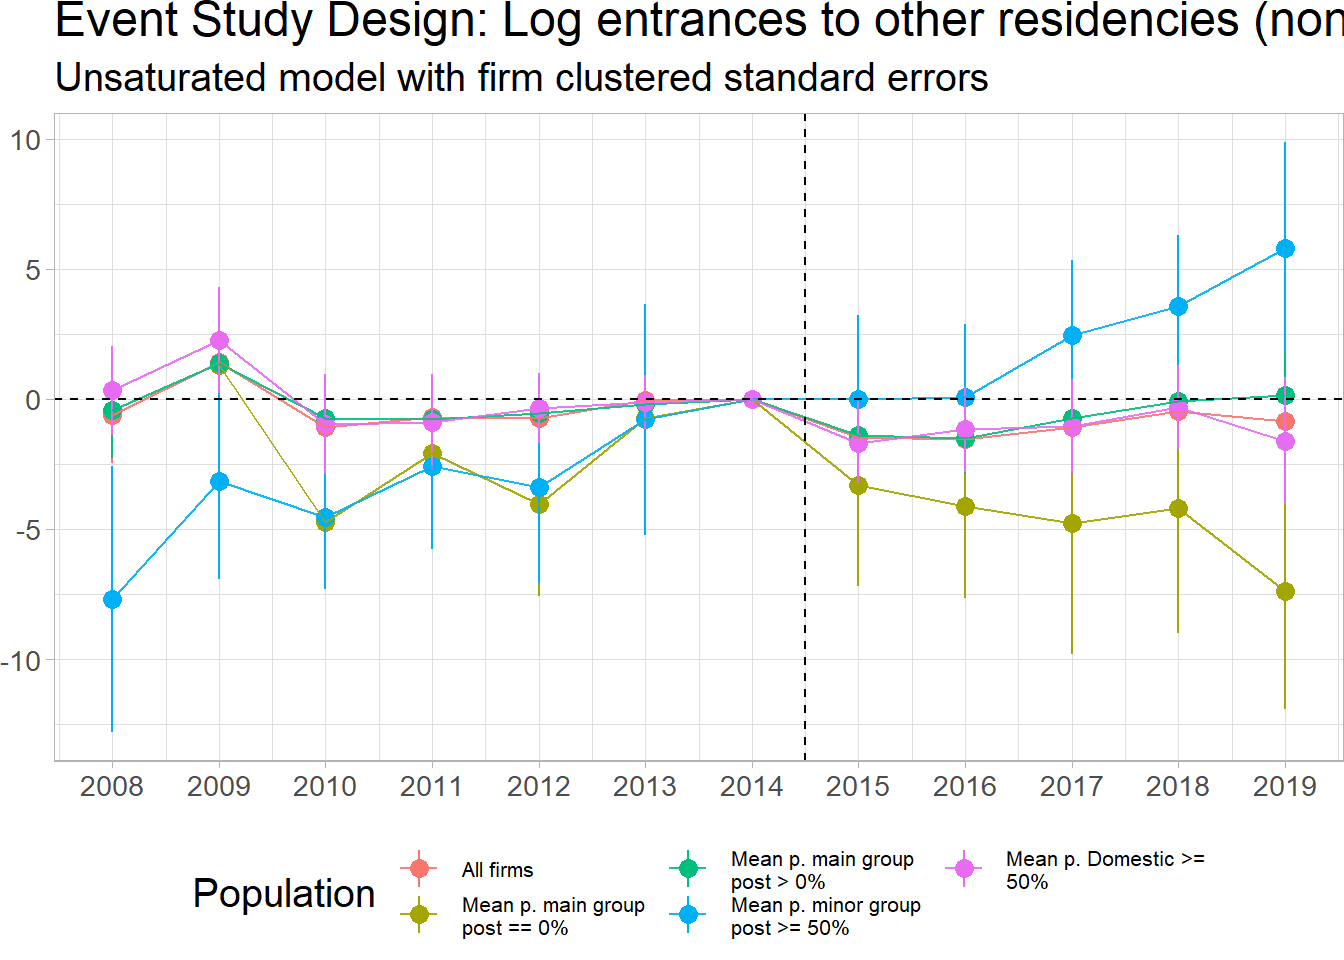 Event Study Design: Log entrances to other residencies (non
Unsaturated model with firm clustered standard errors
10
5
0
-5
-10
2008 2009 2010 2011 2012 2013 2014 2015 2016 2017 2018 2019
Population
All firms
Mean p. main group
post == 0%
Mean p. main group
post > 0%
Mean p. minor group
post >= 50%
Mean p. Domestic >=
50%